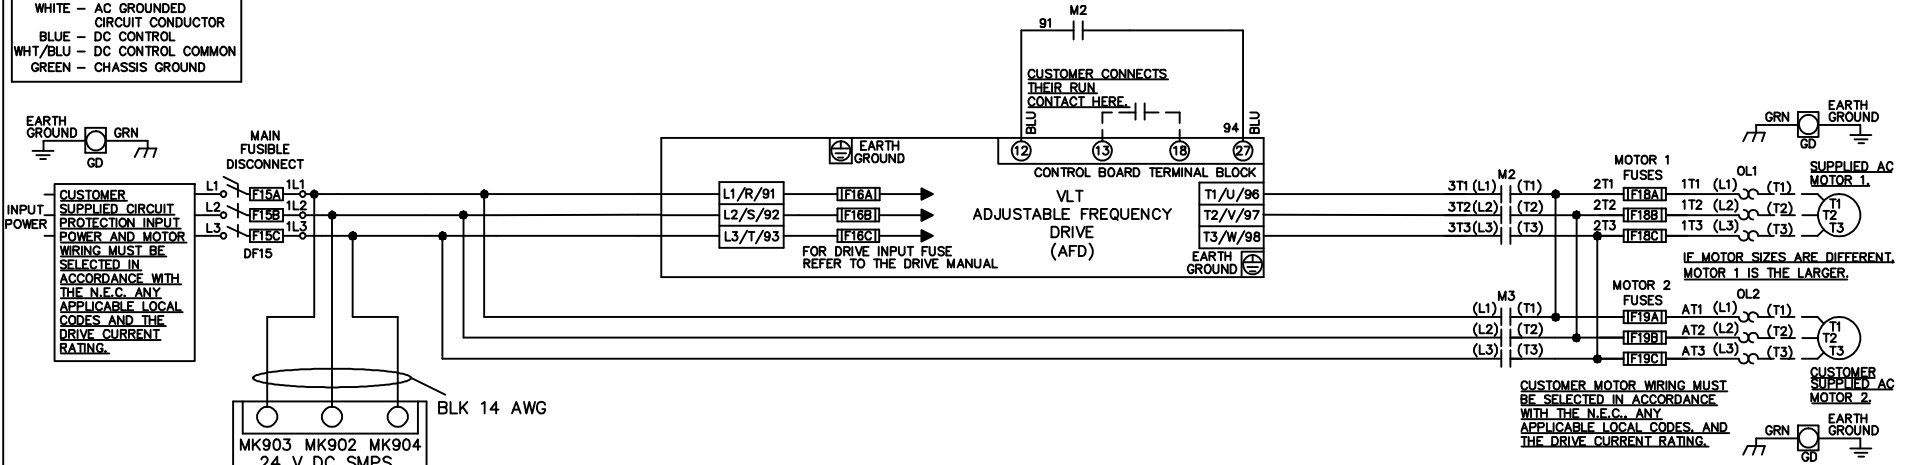 WHITE – AC GROUNDED
CIRCUIT CONDUCTOR
BLUE – DC CONTROL
WHT/BLU – DC CONTROL COMMON
GREEN – CHASSIS GROUND
EARTH
GROUND
GRN
GD
MAIN
FUSIBLE
DISCONNECT
INPUT
POWER
CUSTOMER
SUPPLIED CIRCUIT
PROTECTION INPUT
POWER AND MOTOR
WIRING MUST BE
SELECTED IN
ACCORDANCE WITH
THE N.E.C. ANY
APPLICABLE LOCAL
CODES AND THE
DRIVE CURRENT
RATING.
L1 F15A 1L1
L2 F15B 1L2
L3 F15C 1L3
DF15
BLK 14 AWG
MK903 MK902 MK904
24 V DC SMPS
M2
91
CUSTOMER CONNECTS
THEIR RUN
CONTACT HERE.
BLU
94
BLU
12 13 18 27
CONTROL BOARD TERMINAL BLOCK
EARTH
GROUND
L1/R/91 F16A
L2/S/92 F16B
L3/T/93 F16C
FOR DRIVE INPUT FUSE
REFER TO THE DRIVE MANUAL
VLT
ADJUSTABLE FREQUENCY
DRIVE
(AFD)
T1/U/96
T2/V/97
T3/W/98
EARTH
GROUND
M2
3T1 (L1) (T1)
3T2(L2) (T2)
3T3(L3) (T3)
MOTOR 1
FUSES
2T1 F18A 1T1 (L1) (T1)
2T2 F18B 1T2 (L2) (T2)
2T3 F18C 1T3 (L3) (T3)
OL1
GRN
GD
EARTH
GROUND
SUPPLIED AC
MOTOR 1.
T1
T2
T3
IF MOTOR SIZES ARE DIFFERENT,
MOTOR 1 IS THE LARGER.
M3
(L1) (T1)
(L2) (T2)
(L3) (T3)
MOTOR 2
FUSES
F19A AT1 (L1) (T1)
F19B AT2 (L2) (T2)
F19C AT3 (L3) (T3)
OL2
T1
T2
T3
CUSTOMER
SUPPLIED AC
MOTOR 2.
CUSTOMER MOTOR WIRING MUST
BE SELECTED IN ACCORDANCE
WITH THE N.E.C., ANY
APPLICABLE LOCAL CODES, AND
THE DRIVE CURRENT RATING.
GRN
GD
EARTH
GROUND